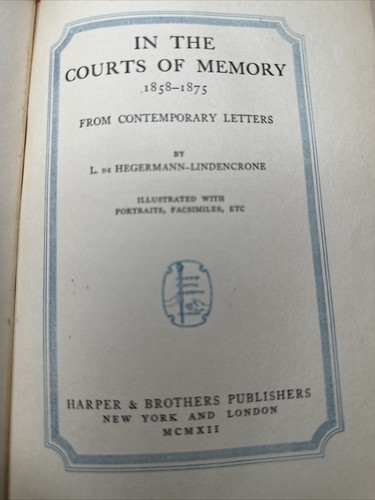 IN THE
COURTS OF MEMORY
1858–1875
FROM CONTEMPORARY LETTERS
BY
L. DE HEGERMANN–LINDENCRONE
ILLUSTRATED WITH
PORTRAITS, FACSIMILES, ETC
HARPER & BROTHERS PUBLISHERS
NEW YORK AND LONDON
MCMXII